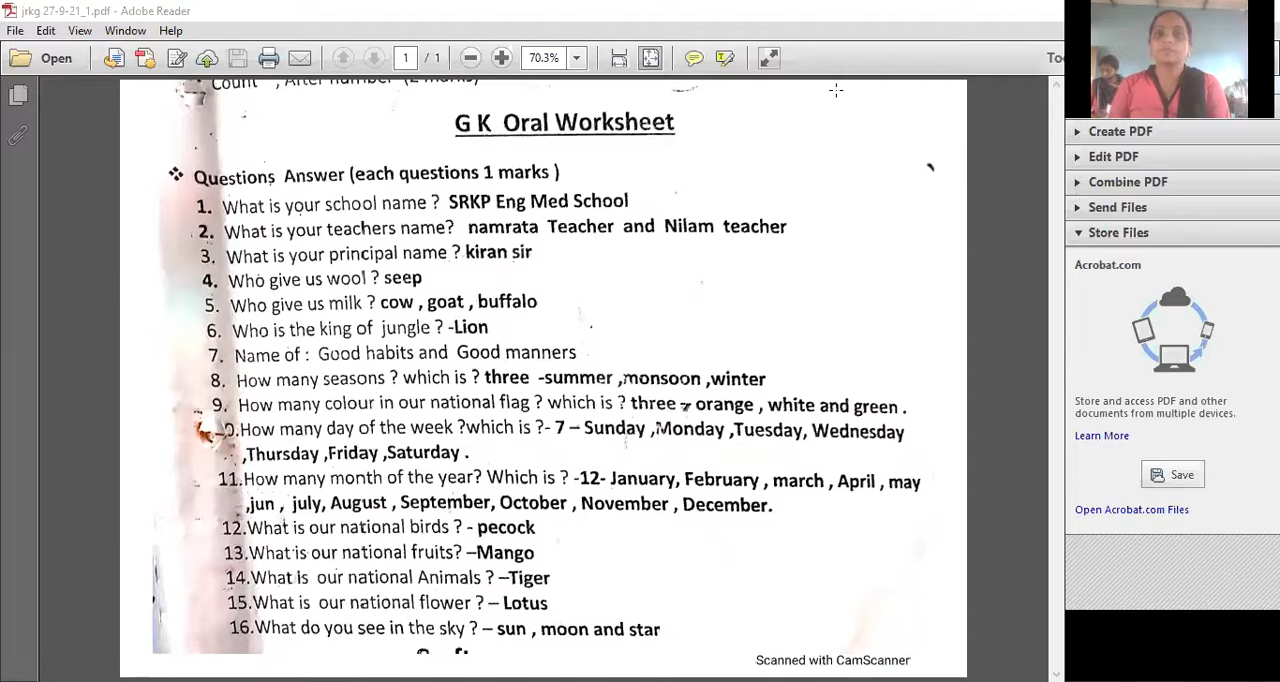 jrkg 27-9-21_1.pdf - Adobe Reader
File Edit View Window Help
Open 1 / 1 70.3%
Count , After number (2 marks)
G K Oral Worksheet
❖ Questions Answer (each questions 1 marks )
1. What is your school name ? SRKP Eng Med School
2. What is your teachers name? namrata Teacher and Nilam teacher
3. What is your principal name ? kiran sir
4. Who give us wool ? seep
5. Who give us milk ? cow , goat , buffalo
6. Who is the king of jungle ? -Lion
7. Name of : Good habits and Good manners
8. How many seasons ? which is ? three -summer ,monsoon ,winter
9. How many colour in our national flag ? which is ? three - orange , white and green .
0.How many day of the week ?which is ?- 7 – Sunday ,Monday ,Tuesday, Wednesday
,Thursday ,Friday ,Saturday .
11.How many month of the year? Which is ? -12- January, February , march , April , may
,jun , july, August , September, October , November , December.
12.What is our national birds ? - pecock
13.What is our national fruits? –Mango
14.What is our national Animals ? –Tiger
15.What is our national flower ? – Lotus
16.What do you see in the sky ? – sun , moon and star
Scanned with CamScanner
Create PDF
Edit PDF
Combine PDF
Send Files
Store Files
Acrobat.com
Store and access PDF and other
documents from multiple devices.
Learn More
Save
Open Acrobat.com Files